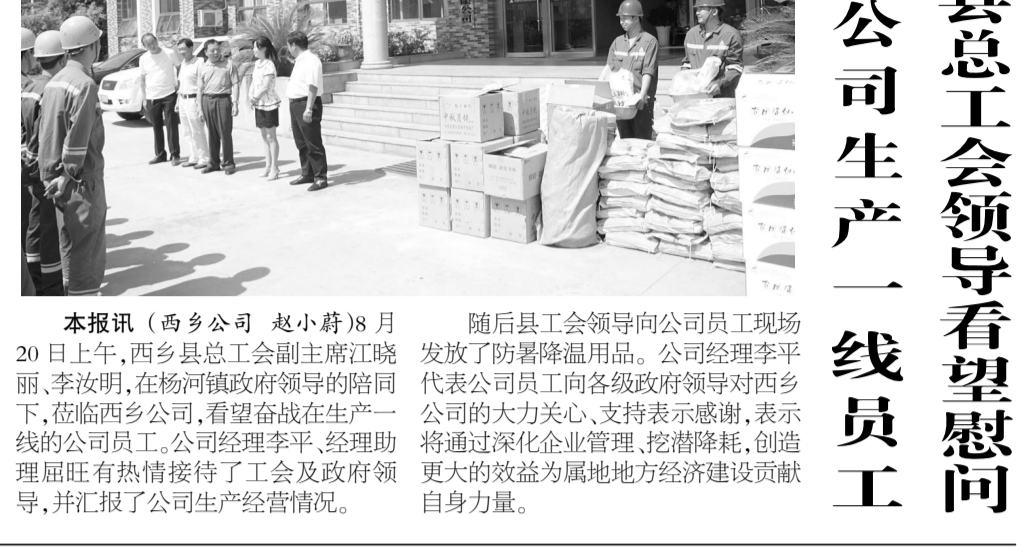 县总工会领导看望慰问
公司生产一线员工
本报讯（西乡公司 赵小蔚）8月
20日上午，西乡县总工会副主席江晓
丽、李汝明，在杨河镇政府领导的陪同
下，莅临西乡公司，看望奋战在生产一
线的公司员工。公司经理李平、经理助
理屈旺有热情接待了工会及政府领
导，并汇报了公司生产经营情况。
随后县工会领导向公司员工现场
发放了防暑降温用品。公司经理李平
代表公司员工向各级政府领导对西乡
公司的大力关心、支持表示感谢，表示
将通过深化企业管理、挖潜降耗，创造
更大的效益为属地地方经济建设贡献
自身力量。